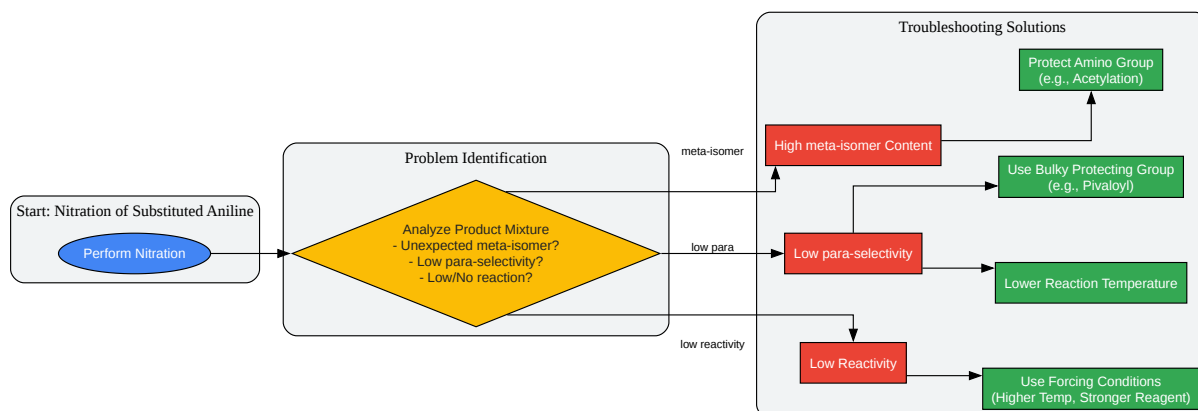 Start: Nitration of Substituted Aniline
Perform Nitration
Problem Identification
Analyze Product Mixture
- Unexpected meta-isomer?
- Low para-selectivity?
- Low/No reaction?
meta-isomer
low para
low reactivity
Troubleshooting Solutions
High meta-isomer Content
Protect Amino Group
(e.g., Acetylation)
Low para-selectivity
Use Bulky Protecting Group
(e.g., Pivaloyl)
Lower Reaction Temperature
Low Reactivity
Use Forcing Conditions
(Higher Temp, Stronger Reagent)